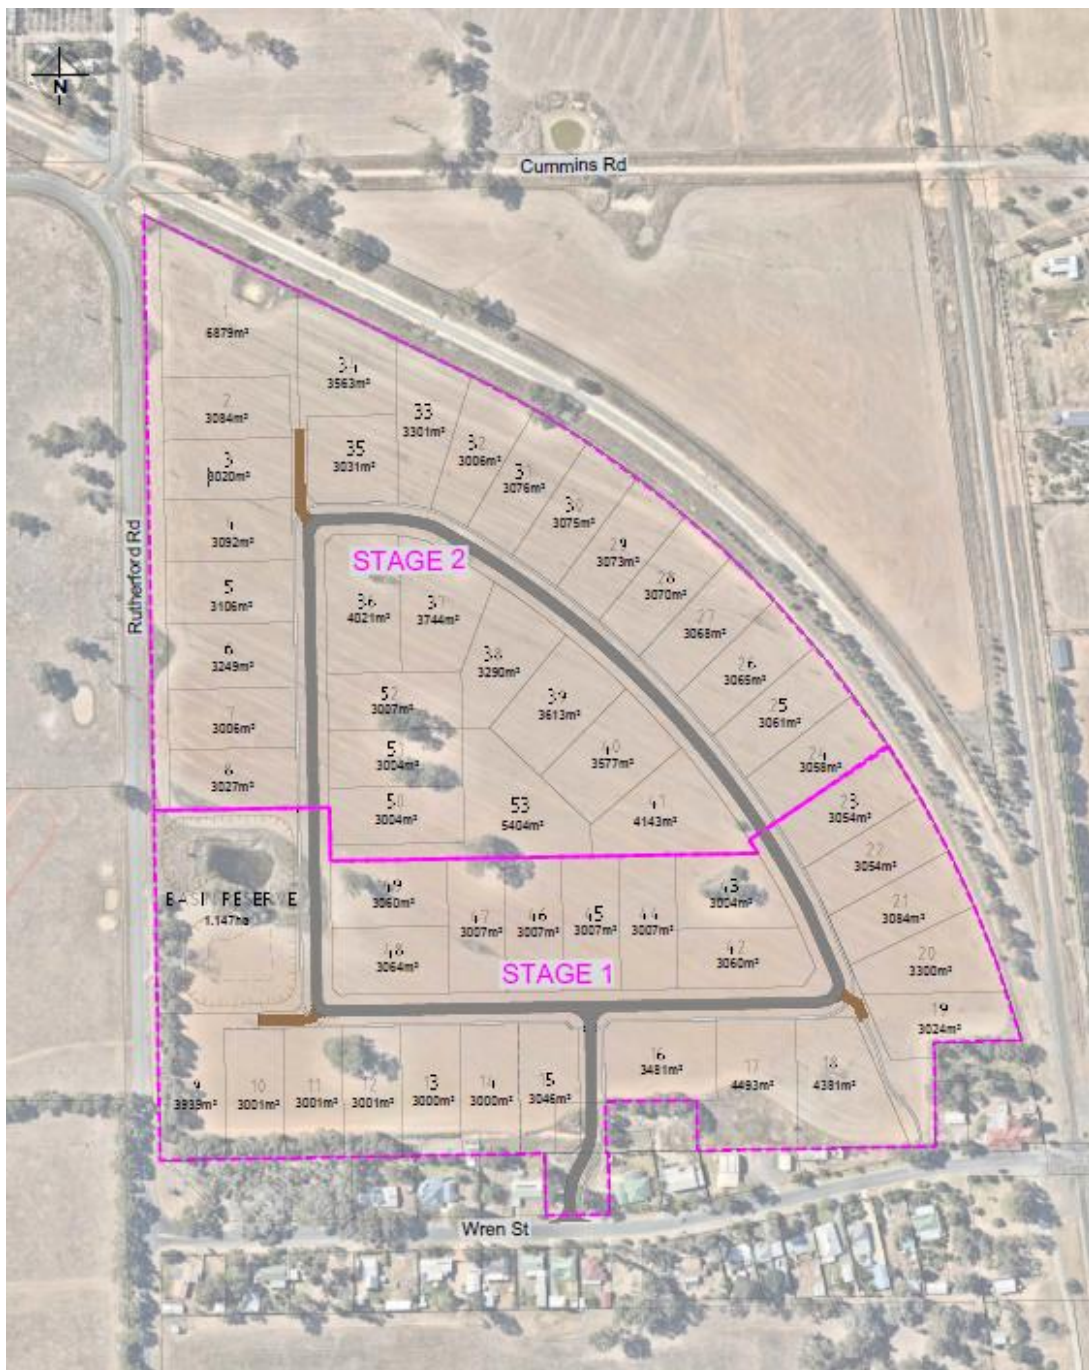 N
Cummins Rd
1
6879m²
34
3563m²
2
3084m²
33
3301m²
32
3006m²
35
3031m²
3
3020m²
31
3076m²
30
3075m²
4
3092m²
29
3073m²
Rutherford Rd
STAGE 2
28
3070m²
5
3106m²
36
4021m²
37
3744m²
27
3068m²
6
3249m²
38
3290m²
26
3065m²
52
3007m²
39
3613m²
25
3061m²
7
3006m²
51
3004m²
40
3577m²
24
3058m²
8
3027m²
50
3004m²
53
5404m²
41
4143m²
23
3054m²
22
3054m²
BASIN RESERVE
1.147ha
49
3060m²
43
3004m²
21
3084m²
47
3007m²
46
3007m²
45
3007m²
44
3007m²
48
3064m²
42
3060m²
20
3300m²
STAGE 1
19
3024m²
16
3481m²
17
4493m²
18
4381m²
9
3939m²
10
3001m²
11
3001m²
12
3001m²
13
3000m²
14
3000m²
15
3046m²
Wren St